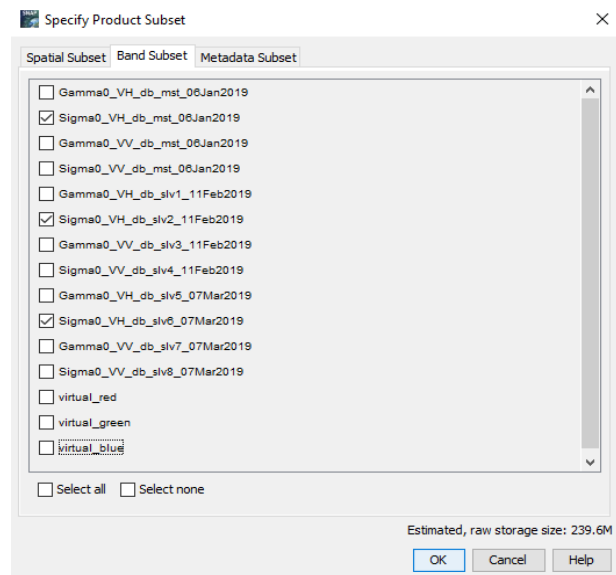 SNAP Specify Product Subset
Spatial Subset Band Subset Metadata Subset
Gamma0_VH_db_mst_06Jan2019
Sigma0_VH_db_mst_06Jan2019
Gamma0_VV_db_mst_06Jan2019
Sigma0_VV_db_mst_06Jan2019
Gamma0_VH_db_slv1_11Feb2019
Sigma0_VH_db_slv2_11Feb2019
Gamma0_VV_db_slv3_11Feb2019
Sigma0_VV_db_slv4_11Feb2019
Gamma0_VH_db_slv5_07Mar2019
Sigma0_VH_db_slv6_07Mar2019
Gamma0_VV_db_slv7_07Mar2019
Sigma0_VV_db_slv8_07Mar2019
virtual_red
virtual_green
virtual_blue
Select all Select none
Estimated, raw storage size: 239.6M
OK Cancel Help